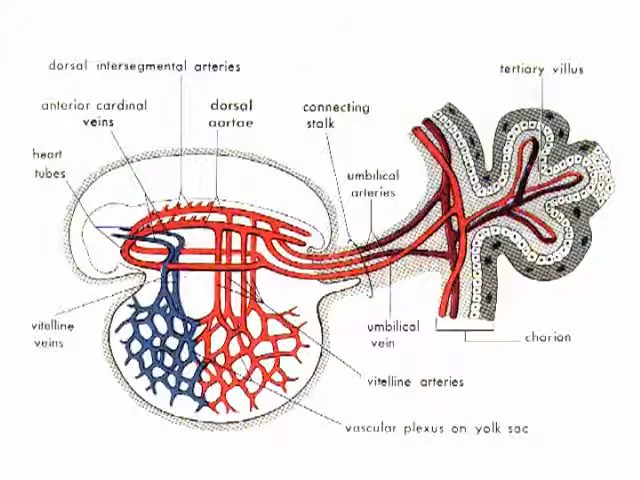 dorsal intersegmental arteries
tertiary villus
anterior cardinal
veins
dorsal
aortae
connecting
stalk
heart
tubes
umbilical
arteries
vitelline
veins
umbilical
vein
chorion
vitelline arteries
vascular plexus on yolk sac